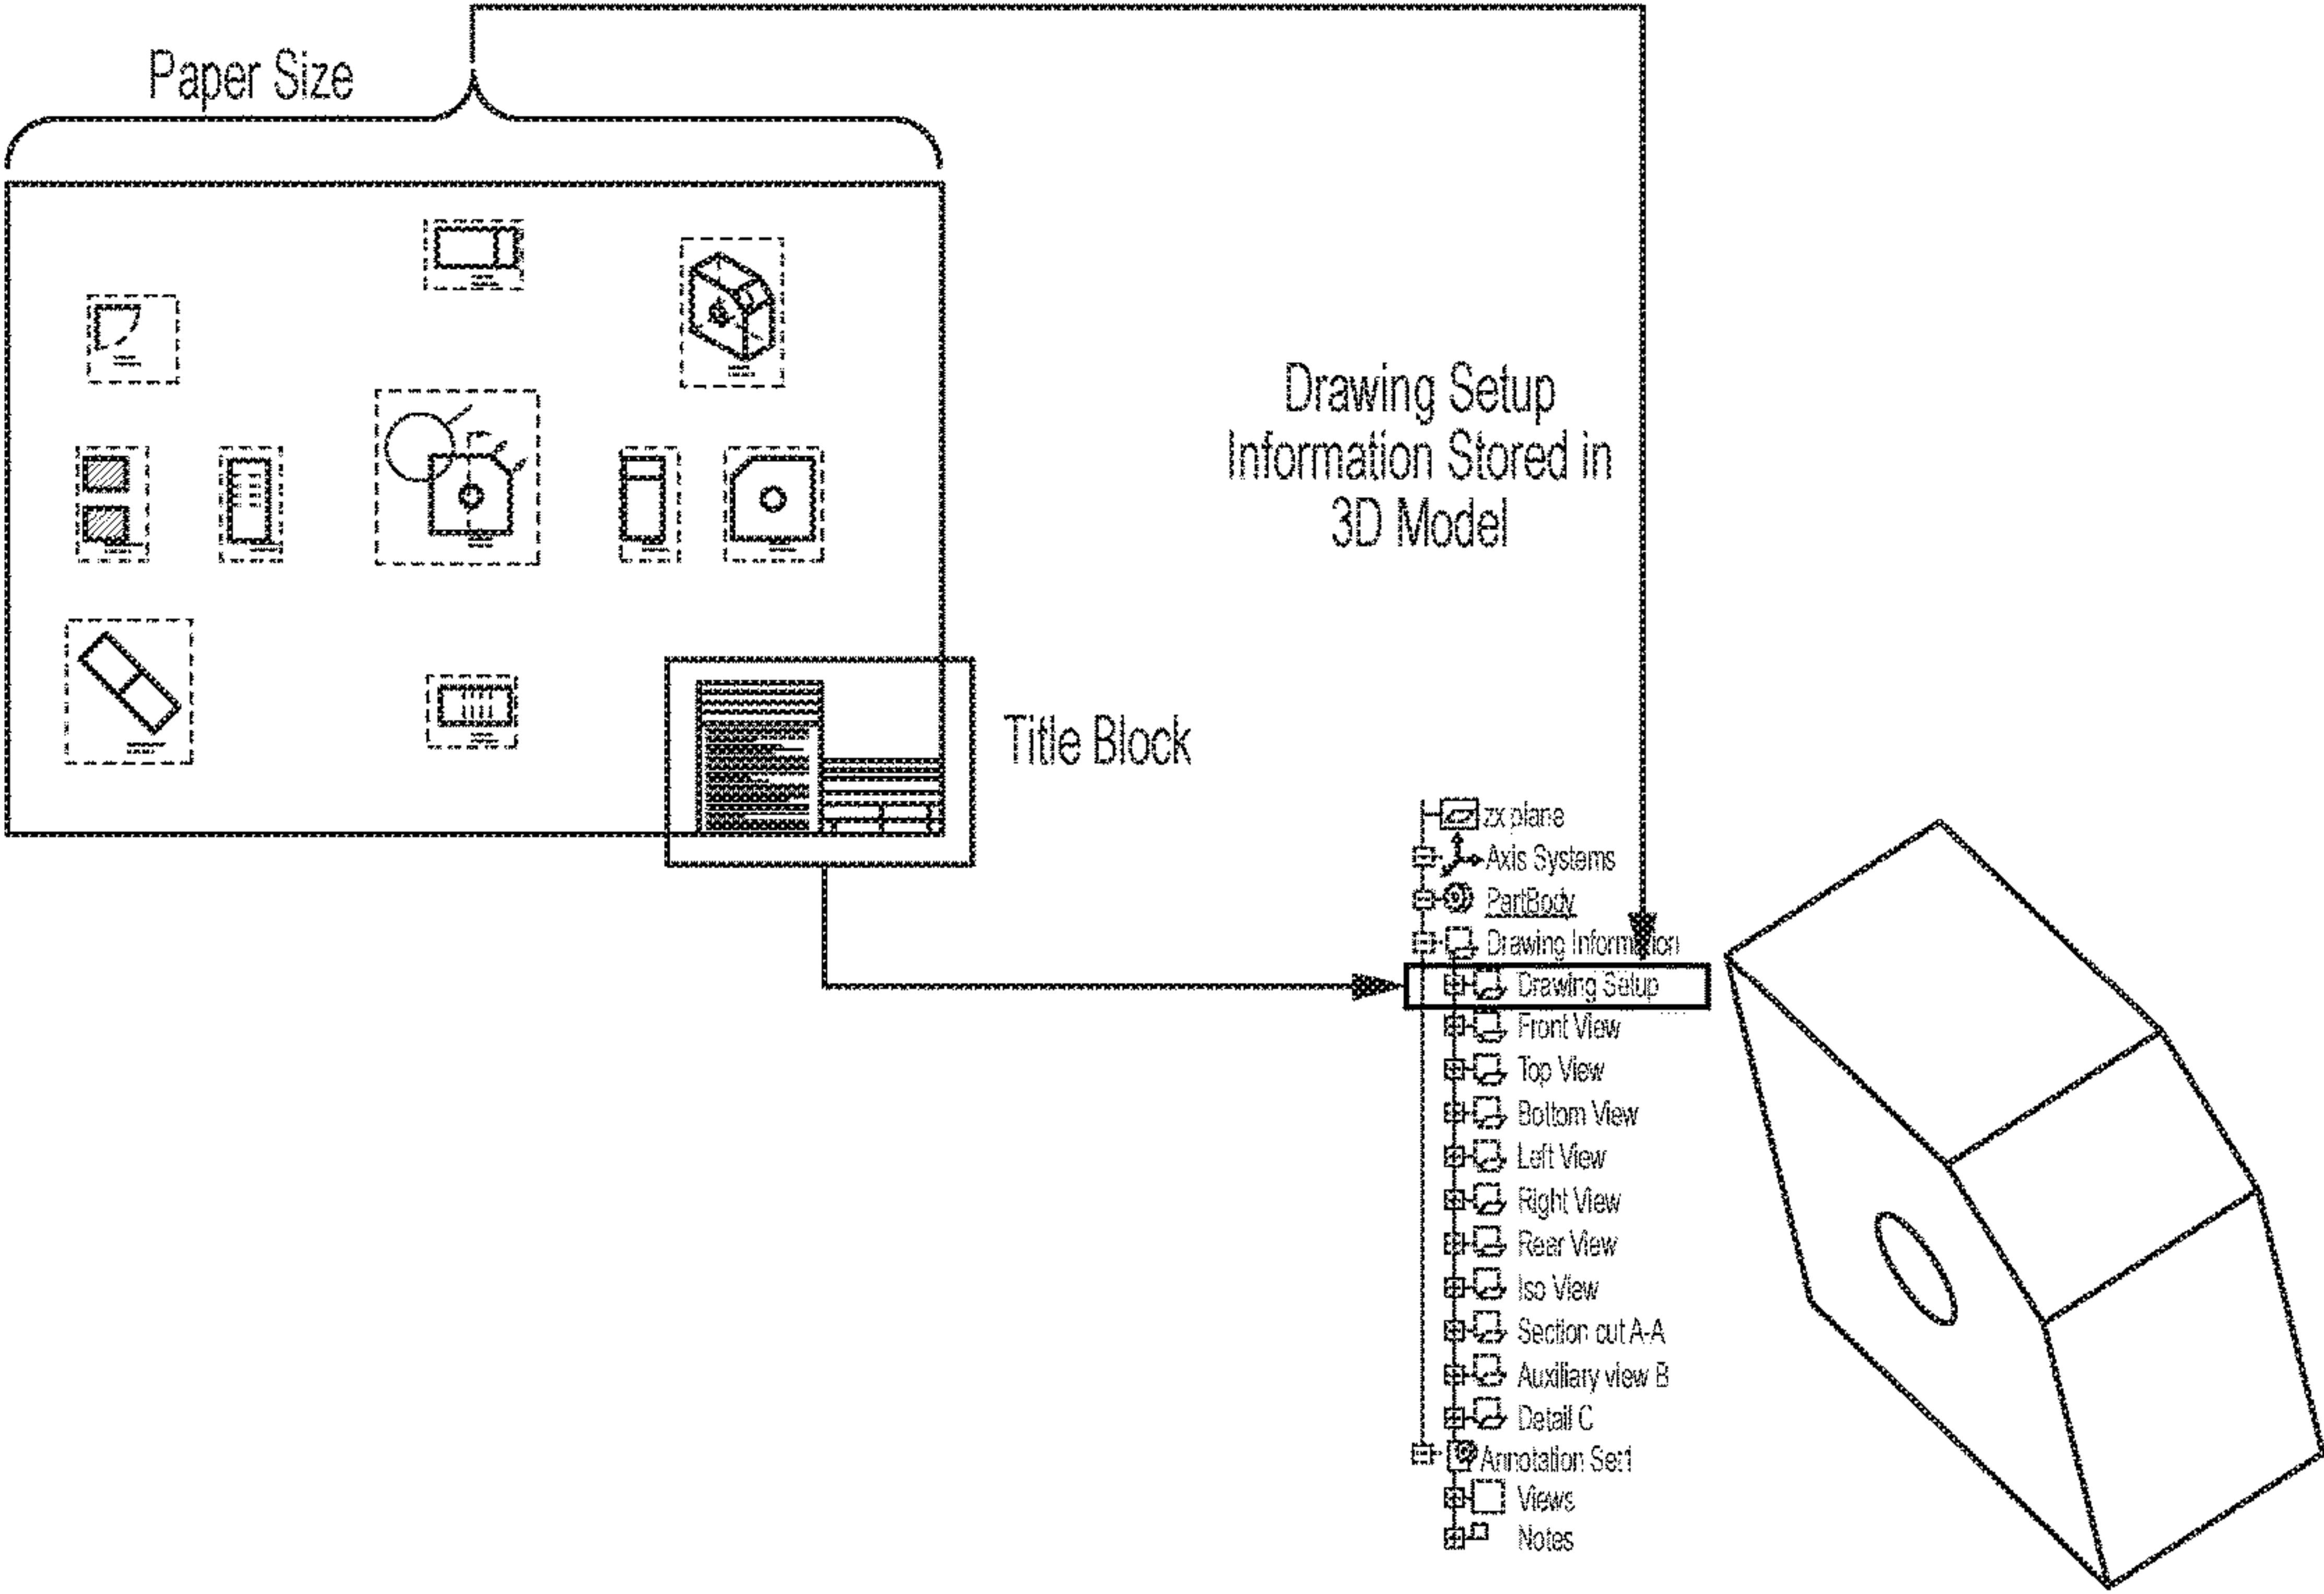 Paper Size
Drawing Setup
Information Stored in
3D Model
Title Block
zx plane
Axis Systems
PartBody
Drawing Information
Drawing Setup
Front View
Top View
Bottom View
Left View
Right View
Rear View
Iso View
Section cut A-A
Auxiliary view B
Detail C
Annotation Set1
Views
Notes